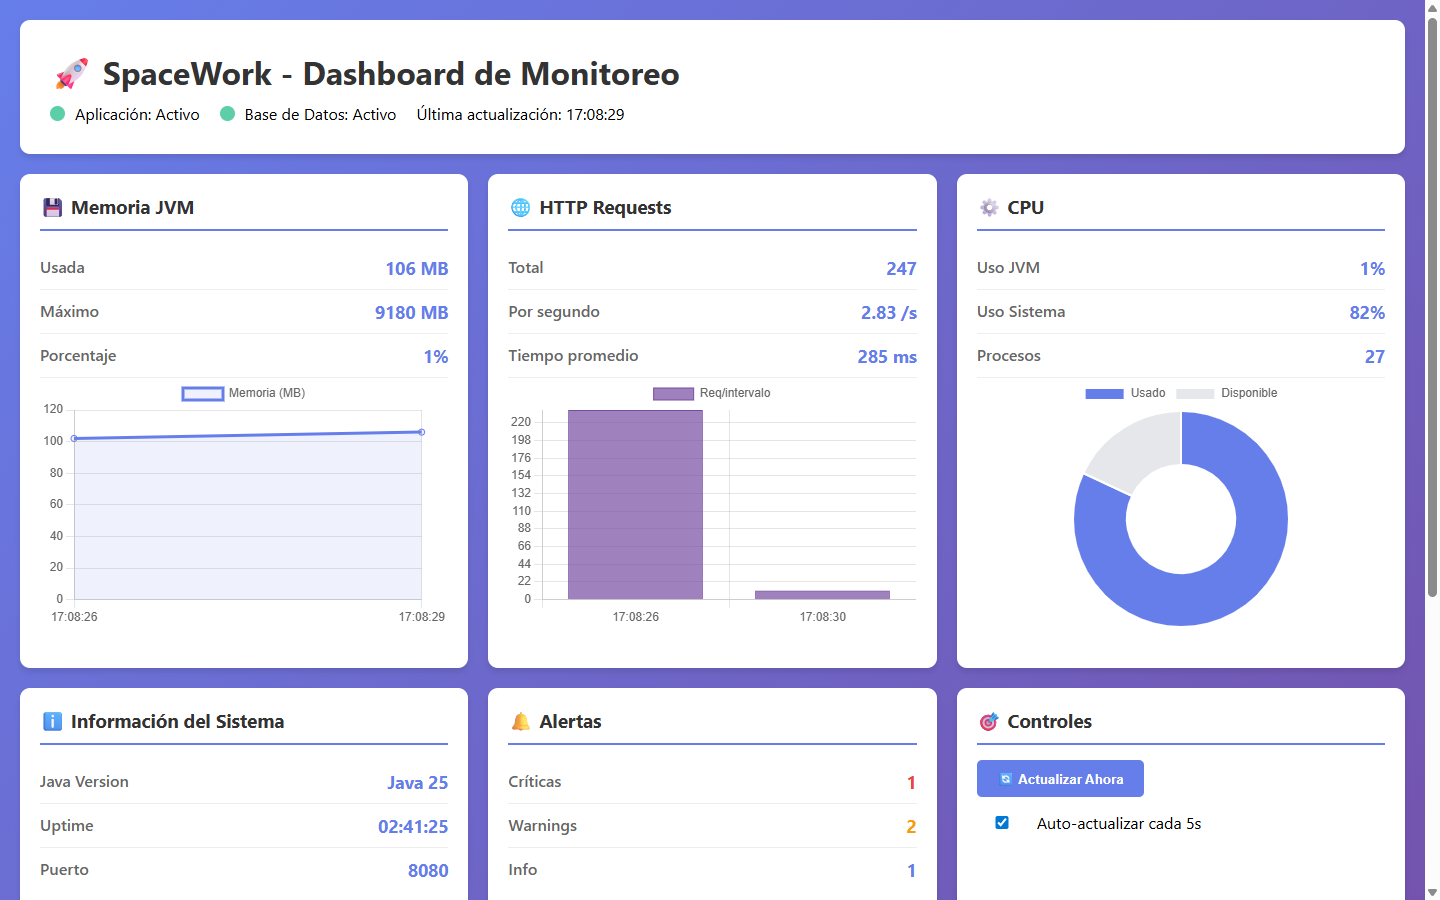 SpaceWork - Dashboard de Monitoreo
Aplicación: Activo Base de Datos: Activo Última actualización: 17:08:29
Memoria JVM
Usada 106 MB
Máximo 9180 MB
Porcentaje 1%
Memoria (MB)
120
100
80
60
40
20
0
17:08:26 17:08:29
HTTP Requests
Total 247
Por segundo 2.83 /s
Tiempo promedio 285 ms
Req/intervalo
220
198
176
154
132
110
88
66
44
22
0
17:08:26 17:08:30
CPU
Uso JVM 1%
Uso Sistema 82%
Procesos 27
Usado Disponible
Información del Sistema
Java Version Java 25
Uptime 02:41:25
Puerto 8080
Alertas
Críticas 1
Warnings 2
Info 1
Controles
Actualizar Ahora
Auto-actualizar cada 5s